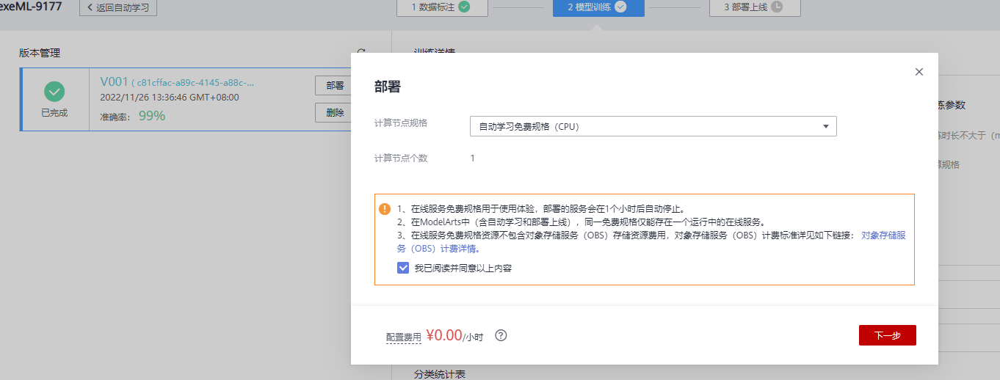 exeML-9177
返回自动学习
1 数据标注
2 模型训练
3 部署上线
版本管理
V001 ( c81cffac-a89c-4145-a88c-...
2022/11/26 13:36:46 GMT+08:00
已完成
准确率： 99%
部署
删除
部署
计算节点规格
自动学习免费规格（CPU）
计算节点个数
1
1、在线服务免费规格用于使用体验，部署的服务会在1个小时后自动停止。
2、在ModelArts中（含自动学习和部署上线），同一免费规格仅能存在一个运行中的在线服务。
3、在线服务免费规格资源不包含对象存储服务（OBS）存储资源费用，对象存储服务（OBS）计费标准详见如下链接： 对象存储服
务（OBS）计费详情。
我已阅读并同意以上内容
配置费用 ¥0.00/小时
下一步
练参数
练时长不大于（m
算规格
分类统计表